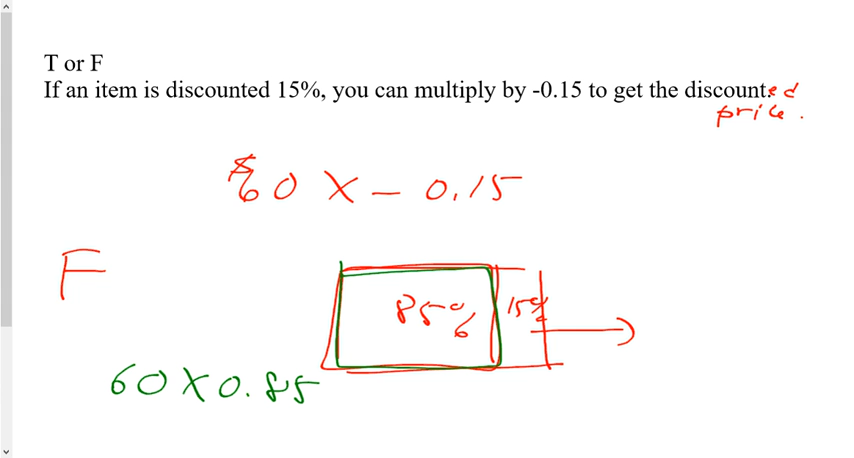 T or F
If an item is discounted 15%, you can multiply by -0.15 to get the discounted
price.
$60 X - 0.15
F
85% 15%
60 X 0.85